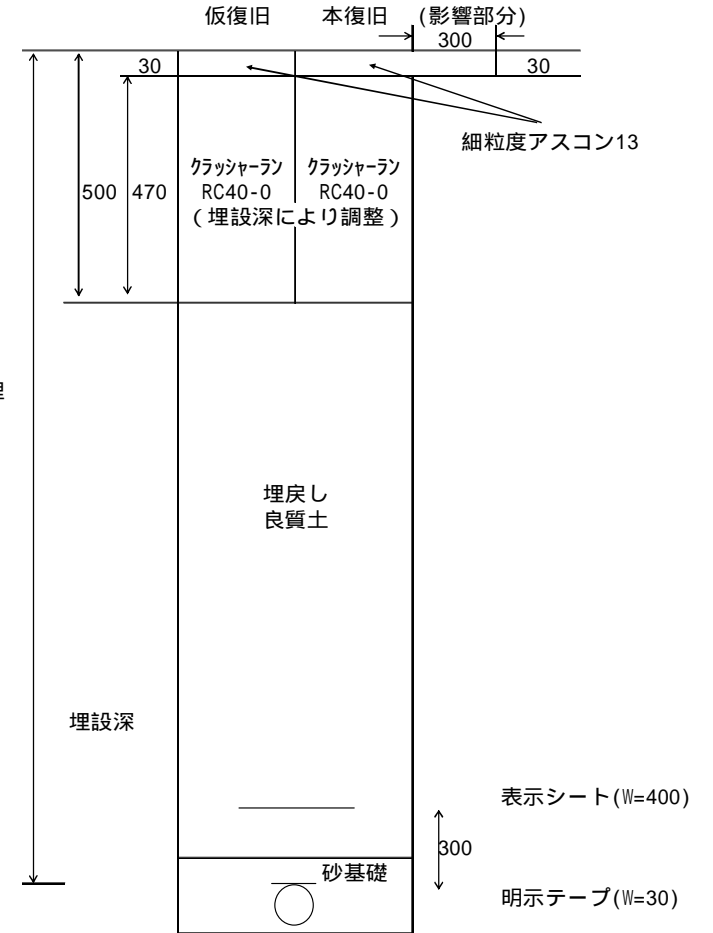 仮復旧 本復旧 (影響部分)
300
30 30
細粒度アスコン13
クラッシャーラン クラッシャーラン
500 470 RC40-0 RC40-0
(埋設深により調整)
埋戻し
良質土
埋設深
表示シート(W=400)
300
砂基礎
明示テープ(W=30)